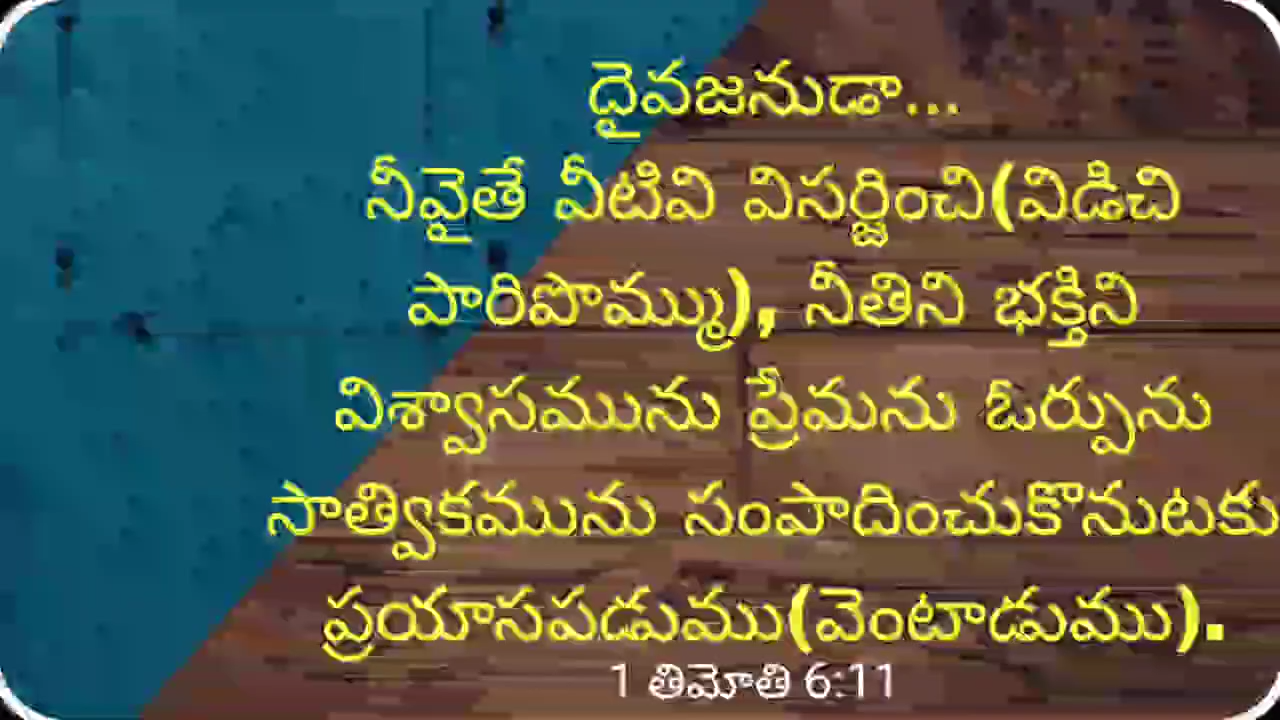 దైవజనుడా...
నీవైతే వీటివి విసర్జించి(విడిచి
పారిపొమ్ము), నీతిని భక్తిని
విశ్వాసమును ప్రేమను ఓర్పును
సాత్వికమును సంపాదించుకొనుటకు
ప్రయాసపడుము(వెంటాడుము).
1 తిమోతి 6:11